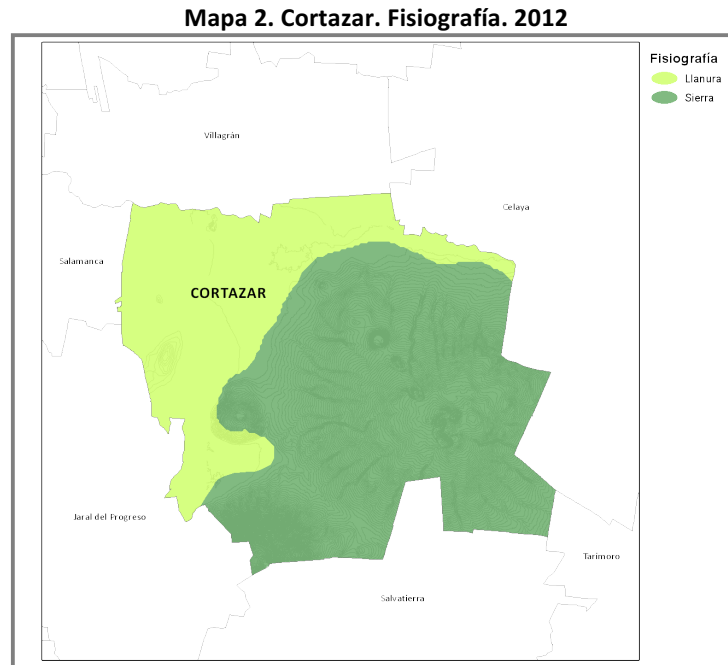 Mapa 2. Cortazar. Fisiografía. 2012
Fisiografía
Llanura
Sierra
Villagrán
Celaya
Salamanca
CORTAZAR
Jaral del Progreso
Tarimoro
Salvatierra